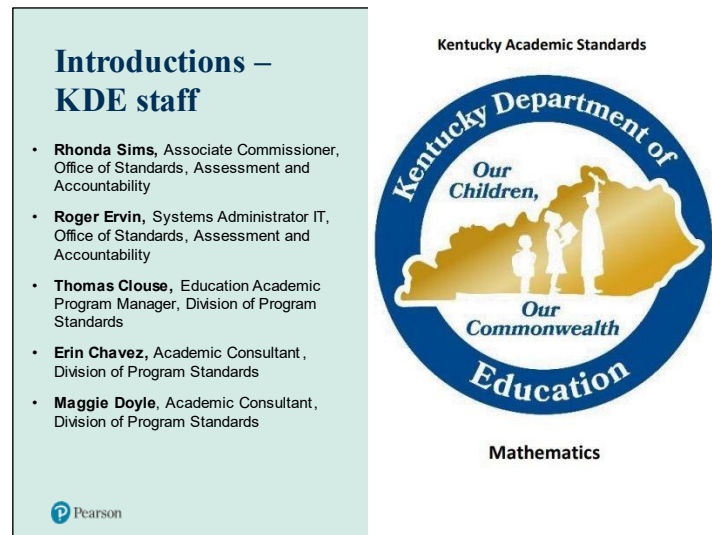 Introductions –
KDE staff
• Rhonda Sims, Associate Commissioner,
Office of Standards, Assessment and
Accountability
• Roger Ervin, Systems Administrator IT,
Office of Standards, Assessment and
Accountability
• Thomas Clouse, Education Academic
Program Manager, Division of Program
Standards
• Erin Chavez, Academic Consultant,
Division of Program Standards
• Maggie Doyle, Academic Consultant,
Division of Program Standards
Pearson
Kentucky Academic Standards
Kentucky Department of
Our
Children,
Our
Commonwealth
Education
Mathematics